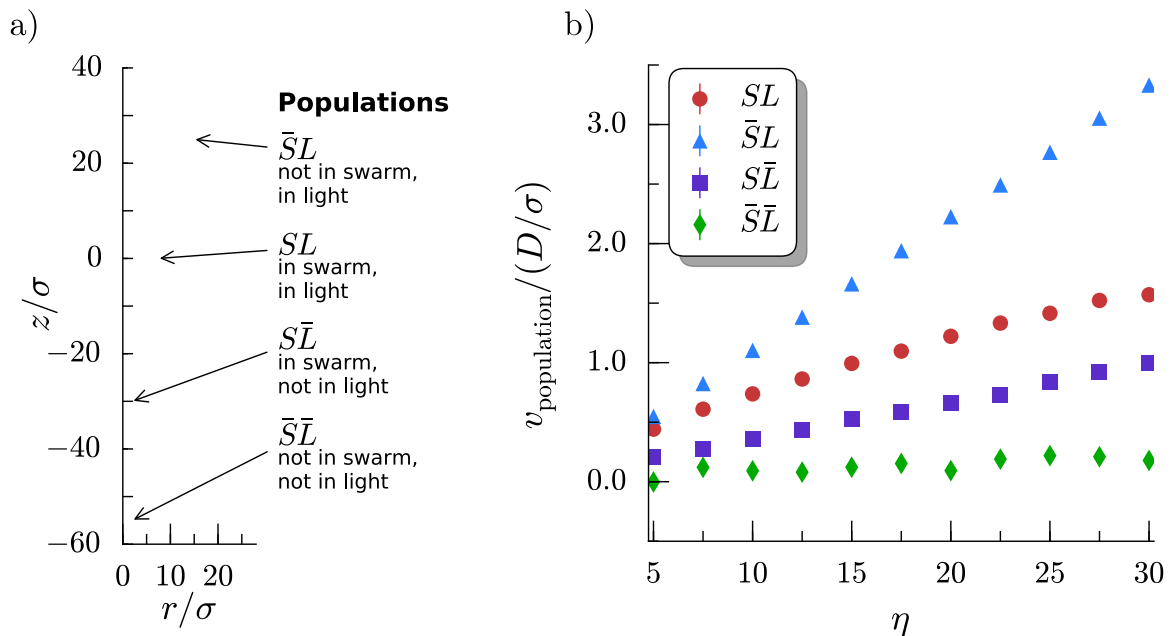 a)
40
20
0
−20
−40
−60
z/σ
0 10 20
r/σ
Populations
S̄L
not in swarm,
in light
SL
in swarm,
in light
SL̄
in swarm,
not in light
S̄L̄
not in swarm,
not in light
b)
3.0
2.0
1.0
0.0
v_population/(D/σ)
SL
S̄L
SL̄
S̄L̄
5 10 15 20 25 30
η